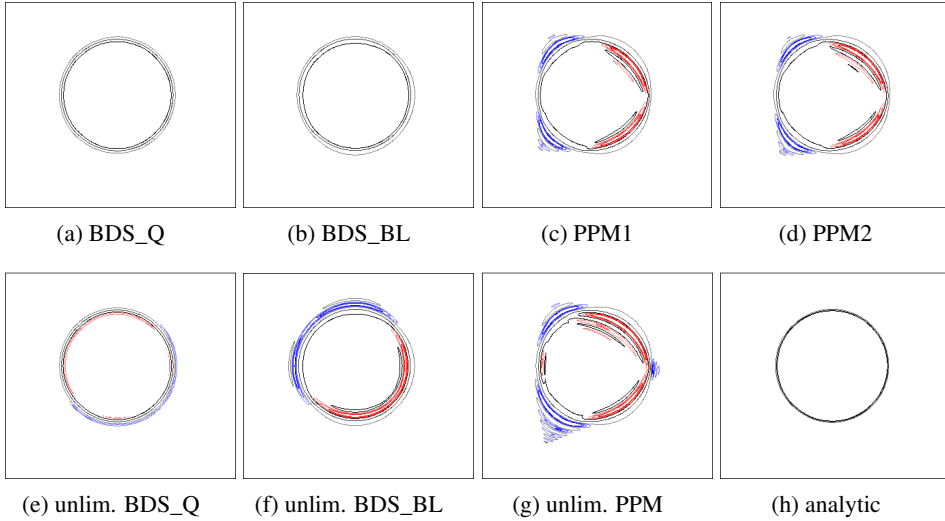 (a) BDS_Q (b) BDS_BL (c) PPM1 (d) PPM2
(e) unlim. BDS_Q (f) unlim. BDS_BL (g) unlim. PPM (h) analytic